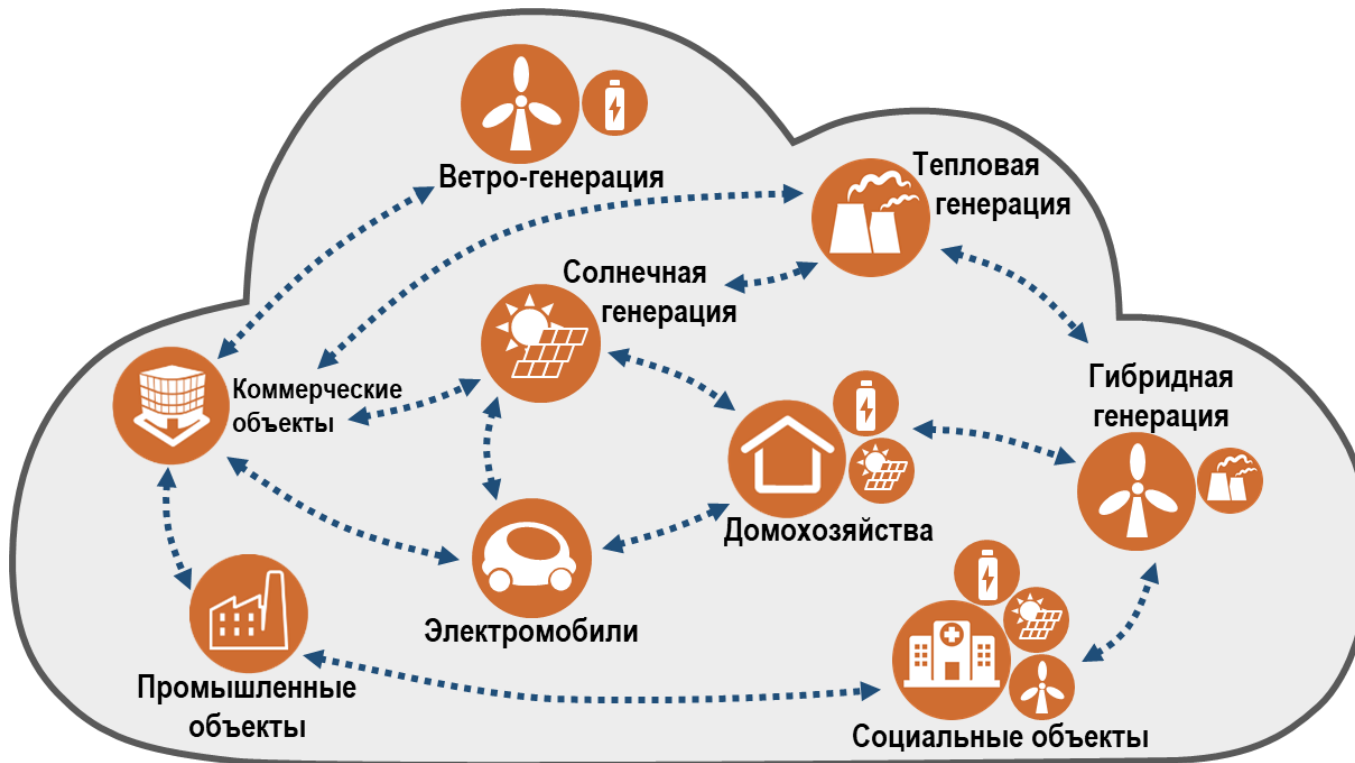 Ветро-генерация
Тепловая
генерация
Солнечная
генерация
Коммерческие
объекты
Гибридная
генерация
Домохозяйства
Электромобили
Промышленные
объекты
Социальные объекты